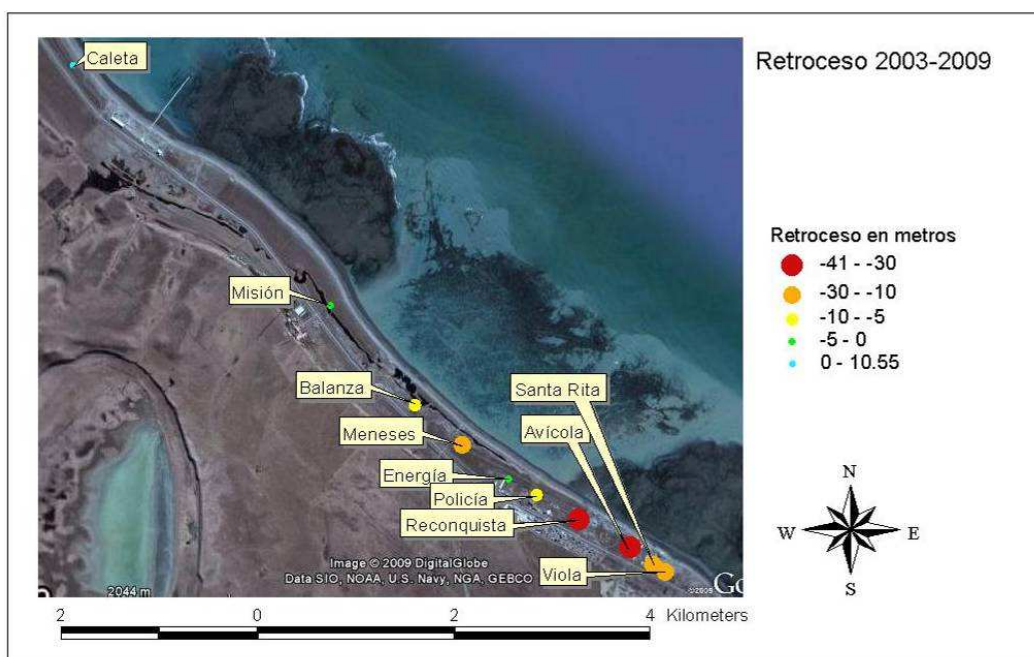 Retroceso 2003-2009
Caleta
Misión
Balanza
Meneses
Energía
Policía
Reconquista
Santa Rita
Avícola
Viola
Image © 2009 DigitalGlobe
Data SIO, NOAA, U.S. Navy, NGA, GEBCO
2044 m
©2009 Go
2 0 2 4 Kilometers
Retroceso en metros
-41 - -30
-30 - -10
-10 - -5
-5 - 0
0 - 10.55
N
W E
S